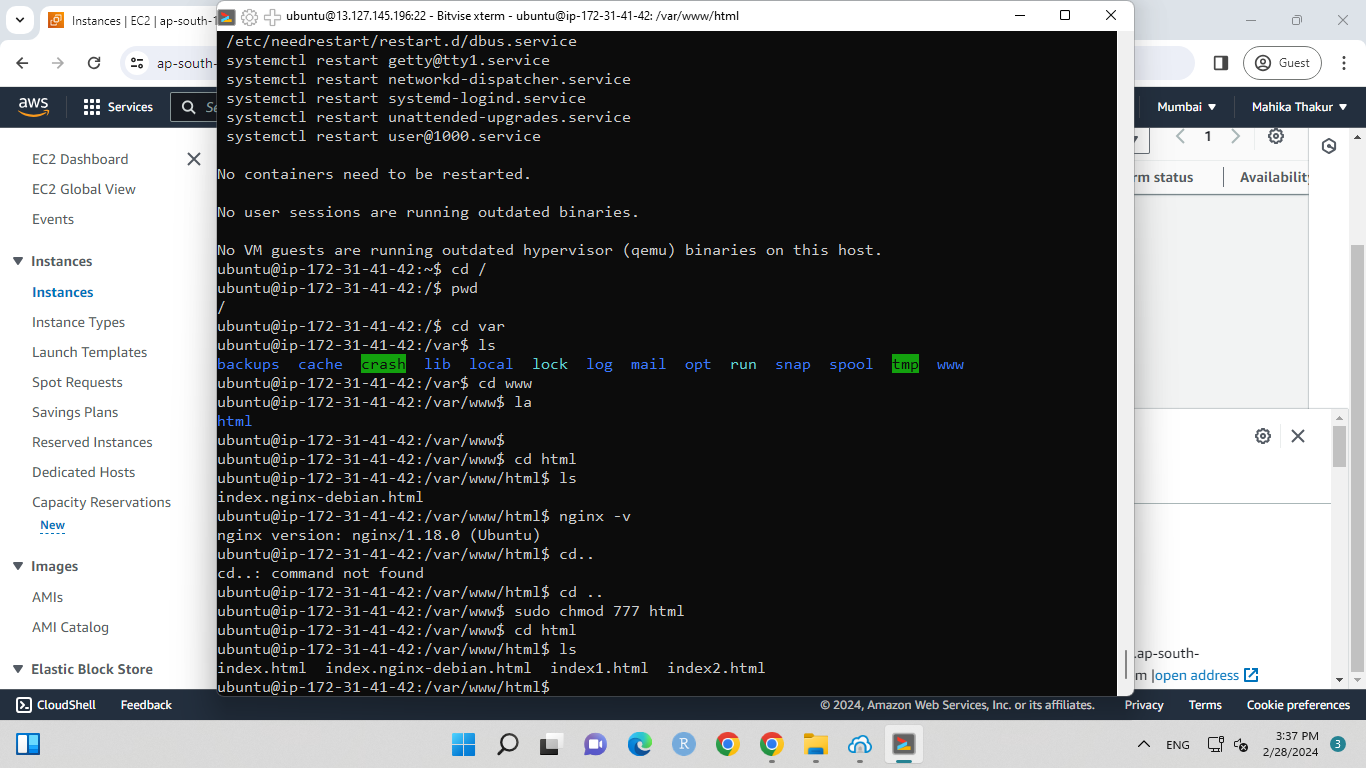 Instances | EC2 | ap-south-1
ubuntu@13.127.145.196:22 - Bitvise xterm - ubuntu@ip-172-31-41-42: /var/www/html
ap-south-
Guest
aws
Services
Se
Mumbai
Mahika Thakur
EC2 Dashboard
EC2 Global View
Events
Instances
Instances
Instance Types
Launch Templates
Spot Requests
Savings Plans
Reserved Instances
Dedicated Hosts
Capacity Reservations
New
Images
AMIs
AMI Catalog
Elastic Block Store
/etc/needrestart/restart.d/dbus.service
systemctl restart getty@tty1.service
systemctl restart networkd-dispatcher.service
systemctl restart systemd-logind.service
systemctl restart unattended-upgrades.service
systemctl restart user@1000.service
No containers need to be restarted.
No user sessions are running outdated binaries.
No VM guests are running outdated hypervisor (qemu) binaries on this host.
ubuntu@ip-172-31-41-42:~$ cd /
ubuntu@ip-172-31-41-42:/$ pwd
/
ubuntu@ip-172-31-41-42:/$ cd var
ubuntu@ip-172-31-41-42:/var$ ls
backups cache crash lib local lock log mail opt run snap spool tmp www
ubuntu@ip-172-31-41-42:/var$ cd www
ubuntu@ip-172-31-41-42:/var/www$ la
html
ubuntu@ip-172-31-41-42:/var/www$
ubuntu@ip-172-31-41-42:/var/www$ cd html
ubuntu@ip-172-31-41-42:/var/www/html$ ls
index.nginx-debian.html
ubuntu@ip-172-31-41-42:/var/www/html$ nginx -v
nginx version: nginx/1.18.0 (Ubuntu)
ubuntu@ip-172-31-41-42:/var/www/html$ cd..
cd..: command not found
ubuntu@ip-172-31-41-42:/var/www/html$ cd ..
ubuntu@ip-172-31-41-42:/var/www$ sudo chmod 777 html
ubuntu@ip-172-31-41-42:/var/www$ cd html
ubuntu@ip-172-31-41-42:/var/www/html$ ls
index.html index.nginx-debian.html index1.html index2.html
ubuntu@ip-172-31-41-42:/var/www/html$
1
rm status
Availability
.ap-south-
m |open address
CloudShell
Feedback
© 2024, Amazon Web Services, Inc. or its affiliates.
Privacy
Terms
Cookie preferences
R
ENG
3:37 PM
2/28/2024
3